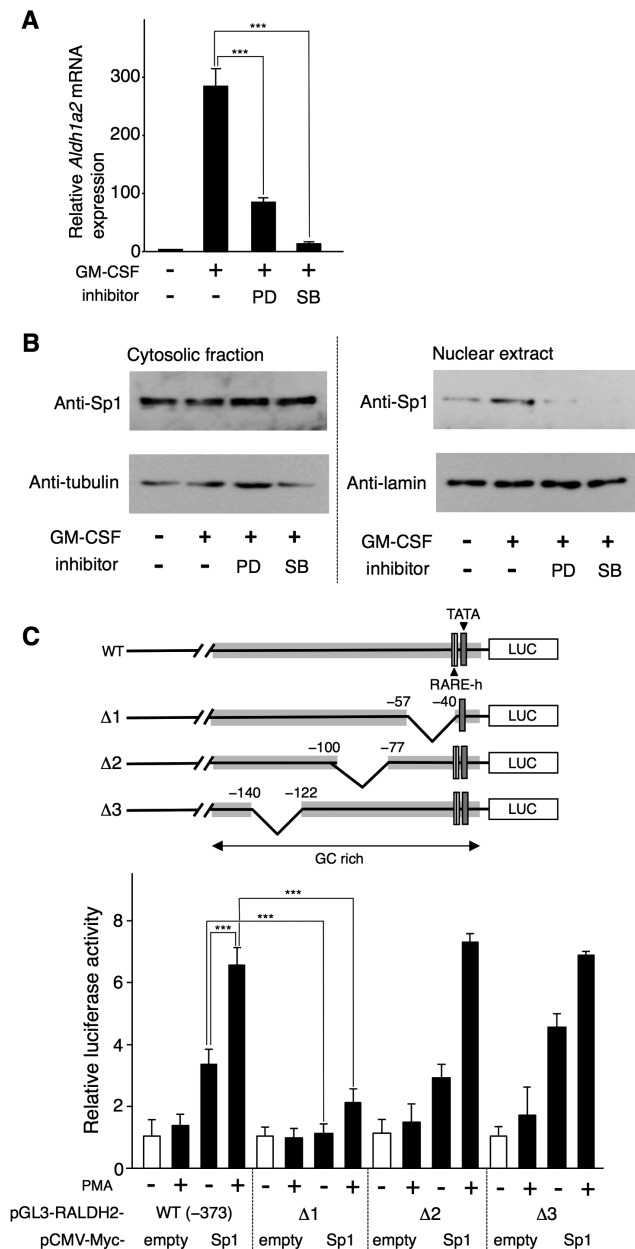 A
Relative Aldh1a2 mRNA
expression
300
200
100
0
***
***
GM-CSF - + + +
inhibitor - - PD SB
B
Cytosolic fraction
Nuclear extract
Anti-Sp1
Anti-Sp1
Anti-tubulin
Anti-lamin
GM-CSF - + + +
inhibitor - - PD SB
GM-CSF - + + +
inhibitor - - PD SB
C
TATA
WT
LUC
RARE-h
−57 −40
Δ1
LUC
−100 −77
Δ2
LUC
−140 −122
Δ3
LUC
GC rich
Relative luciferase activity
8
6
4
2
0
***
***
***
PMA - + - + - + - + - + - + - + - +
pGL3-RALDH2- WT (−373) Δ1 Δ2 Δ3
pCMV-Myc- empty Sp1 empty Sp1 empty Sp1 empty Sp1